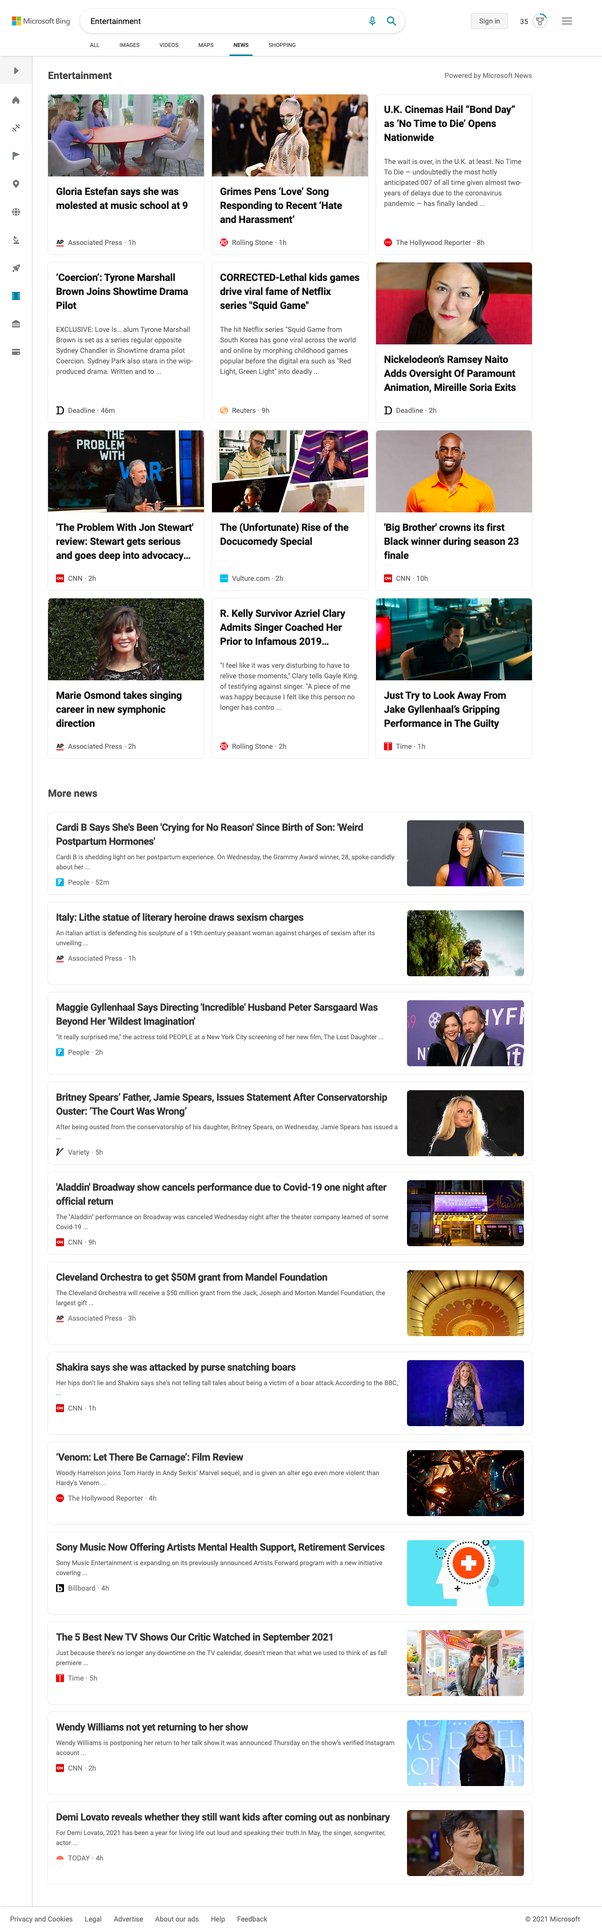 Microsoft Bing
Entertainment
Sign in
35
ALL
IMAGES
VIDEOS
MAPS
NEWS
SHOPPING
Entertainment
Powered by Microsoft News
Gloria Estefan says she was
molested at music school at 9
AP Associated Press · 1h
Grimes Pens ‘Love’ Song
Responding to Recent ‘Hate
and Harassment’
Rolling Stone · 1h
U.K. Cinemas Hail “Bond Day”
as ‘No Time to Die’ Opens
Nationwide
The wait is over, in the U.K. at least. No Time
To Die — undoubtedly the most hotly
anticipated 007 of all time given almost two-
years of delays due to the coronavirus
pandemic — has finally landed ...
The Hollywood Reporter · 8h
‘Coercion’: Tyrone Marshall
Brown Joins Showtime Drama
Pilot
EXCLUSIVE: Love Is… alum Tyrone Marshall
Brown is set as a series regular opposite
Sydney Chandler in Showtime drama pilot
Coercion. Sydney Park also stars in the wiip-
produced drama. Written and to ...
Deadline · 46m
CORRECTED-Lethal kids games
drive viral fame of Netflix
series "Squid Game"
The hit Netflix series "Squid Game from
South Korea has gone viral across the world
and online by morphing childhood games
popular before the digital era such as "Red
Light, Green Light" into deadly ...
Reuters · 9h
Nickelodeon’s Ramsey Naito
Adds Oversight Of Paramount
Animation, Mireille Soria Exits
Deadline · 2h
THE
PROBLEM
WITH
WAR
'The Problem With Jon Stewart'
review: Stewart gets serious
and goes deep into advocacy...
CNN · 2h
The (Unfortunate) Rise of the
Docucomedy Special
Vulture.com · 2h
'Big Brother' crowns its first
Black winner during season 23
finale
CNN · 10h
Marie Osmond takes singing
career in new symphonic
direction
AP Associated Press · 2h
R. Kelly Survivor Azriel Clary
Admits Singer Coached Her
Prior to Infamous 2019...
"I feel like it was very disturbing to have to
relive those moments," Clary tells Gayle King
of testifying against singer. "A piece of me
was happy because I felt like this person no
longer has contro ...
Rolling Stone · 2h
Just Try to Look Away From
Jake Gyllenhaal’s Gripping
Performance in The Guilty
Time · 1h
More news
Cardi B Says She's Been 'Crying for No Reason' Since Birth of Son: 'Weird
Postpartum Hormones'
Cardi B is shedding light on her postpartum experience. On Wednesday, the Grammy Award winner, 28, spoke candidly
about her ...
People · 52m
Italy: Lithe statue of literary heroine draws sexism charges
An Italian artist is defending his sculpture of a 19th century peasant woman against charges of sexism after its
unveiling ...
AP Associated Press · 1h
Maggie Gyllenhaal Says Directing 'Incredible' Husband Peter Sarsgaard Was
Beyond Her 'Wildest Imagination'
"It really surprised me," the actress told PEOPLE at a New York City screening of her new film, The Lost Daughter ...
People · 2h
Britney Spears’ Father, Jamie Spears, Issues Statement After Conservatorship
Ouster: ‘The Court Was Wrong’
After being ousted from the conservatorship of his daughter, Britney Spears, on Wednesday, Jamie Spears has issued a
...
Variety · 5h
'Aladdin' Broadway show cancels performance due to Covid-19 one night after
official return
The "Aladdin" performance on Broadway was canceled Wednesday night after the theater company learned of some
Covid-19 ...
CNN · 9h
Aladdin
Cleveland Orchestra to get $50M grant from Mandel Foundation
The Cleveland Orchestra will receive a $50 million grant from the Jack, Joseph and Morton Mandel Foundation, the
largest gift ...
AP Associated Press · 3h
Shakira says she was attacked by purse snatching boars
Her hips don't lie and Shakira says she's not telling tall tales about being a victim of a boar attack.According to the BBC,
...
CNN · 1h
‘Venom: Let There Be Carnage’: Film Review
Woody Harrelson joins Tom Hardy in Andy Serkis’ Marvel sequel, and is given an alter ego even more violent than
Hardy’s Venom ...
The Hollywood Reporter · 4h
Sony Music Now Offering Artists Mental Health Support, Retirement Services
Sony Music Entertainment is expanding on its previously announced Artists Forward program with a new initiative
covering ...
Billboard · 4h
The 5 Best New TV Shows Our Critic Watched in September 2021
Just because there’s no longer any downtime on the TV calendar, doesn’t mean that what we used to think of as fall
premiere ...
Time · 5h
Wendy Williams not yet returning to her show
Wendy Williams is postponing her return to her talk show.It was announced Thursday on the show's verified Instagram
account ...
CNN · 2h
Demi Lovato reveals whether they still want kids after coming out as nonbinary
For Demi Lovato, 2021 has been a year for living life out loud and speaking their truth.In May, the singer, songwriter,
actor ...
TODAY · 4h
Privacy and Cookies
Legal
Advertise
About our ads
Help
Feedback
© 2021 Microsoft